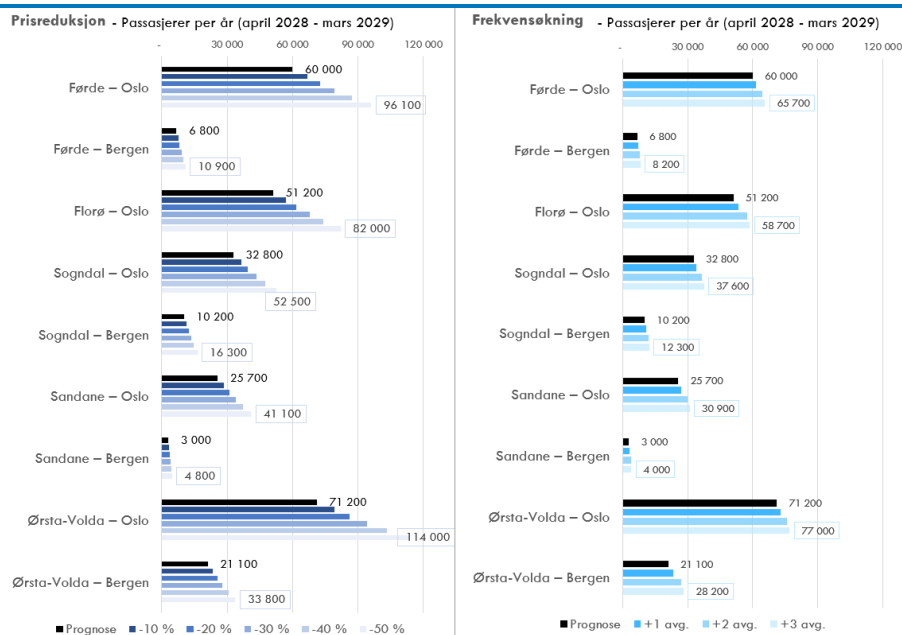 Prisreduksjon - Passasjerer per år (april 2028 - mars 2029)
- 30 000 60 000 90 000 120 000
Førde – Oslo 60 000
96 100
Førde – Bergen 6 800
10 900
Florø – Oslo 51 200
82 000
Sogndal – Oslo 32 800
52 500
Sogndal – Bergen 10 200
16 300
Sandane – Oslo 25 700
41 100
Sandane – Bergen 3 000
4 800
Ørsta-Volda – Oslo 71 200
114 000
Ørsta-Volda – Bergen 21 100
33 800
Prognose -10 % -20 % -30 % -40 % -50 %
Frekvensøkning - Passasjerer per år (april 2028 - mars 2029)
- 30 000 60 000 90 000 120 000
Førde – Oslo 60 000
65 700
Førde – Bergen 6 800
8 200
Florø – Oslo 51 200
58 700
Sogndal – Oslo 32 800
37 600
Sogndal – Bergen 10 200
12 300
Sandane – Oslo 25 700
30 900
Sandane – Bergen 3 000
4 000
Ørsta-Volda – Oslo 71 200
77 000
Ørsta-Volda – Bergen 21 100
28 200
Prognose +1 avg. +2 avg. +3 avg.